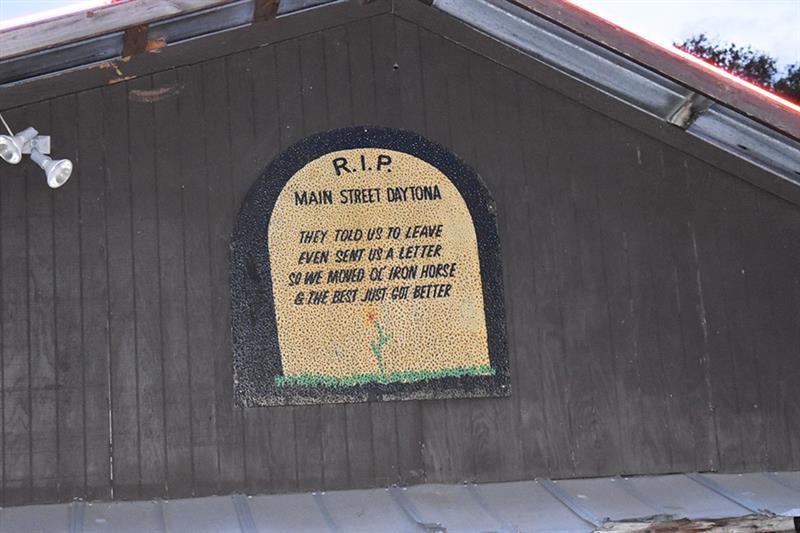 R.I.P.
MAIN STREET DAYTONA
THEY TOLD US TO LEAVE
EVEN SENT US A LETTER
SO WE MOVED OL' IRON HORSE
& THE BEST JUST GOT BETTER